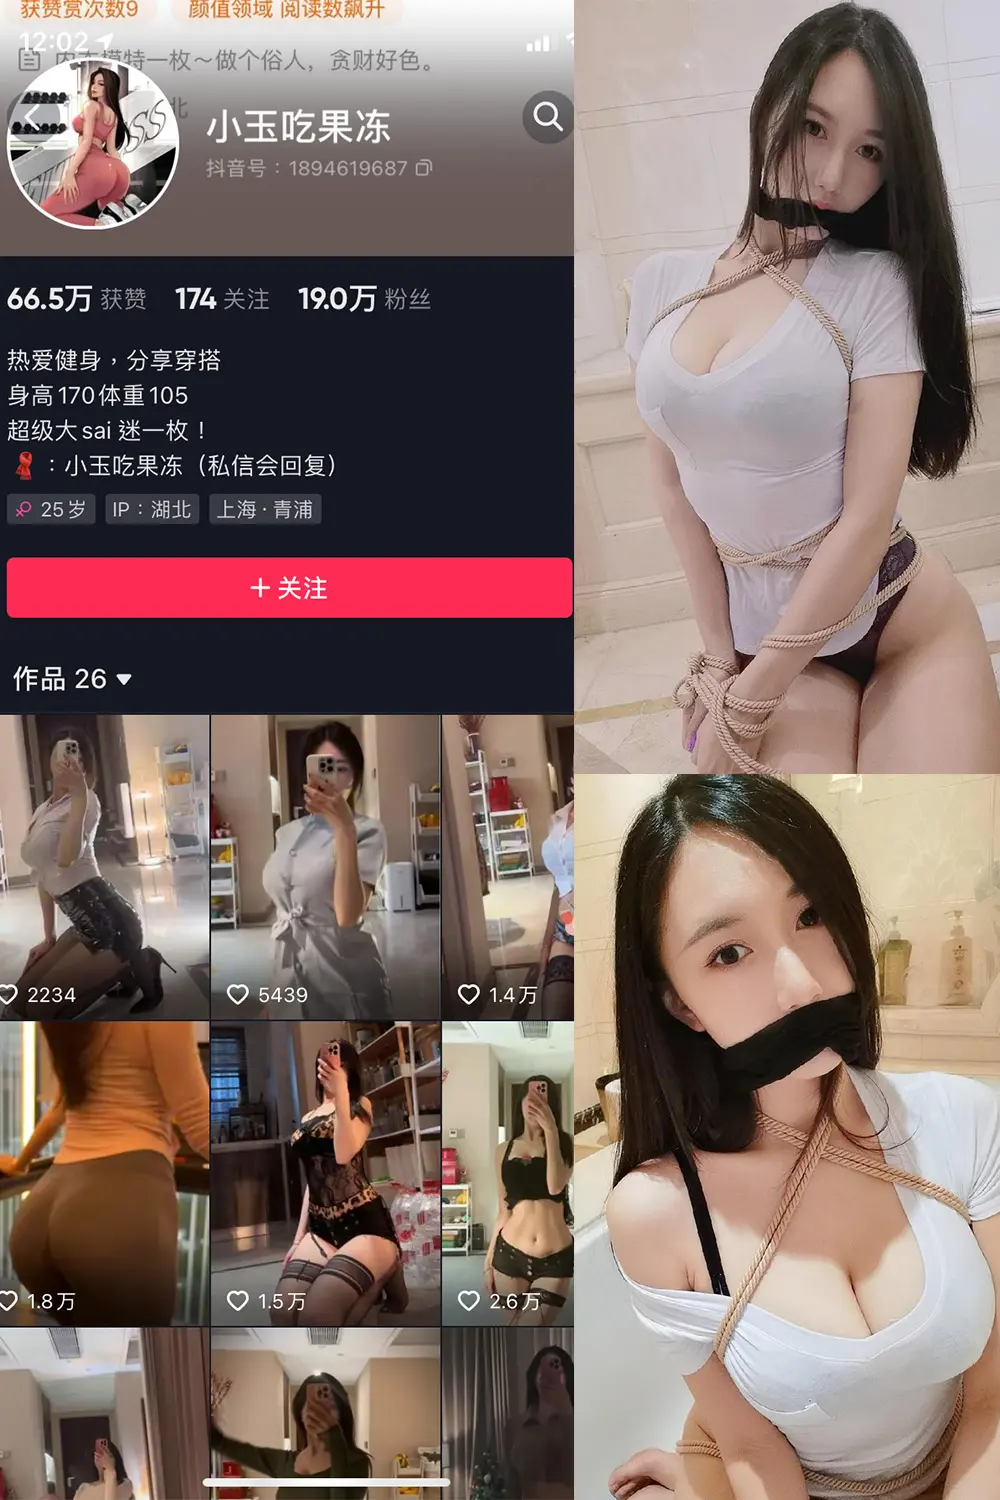 获赞赏次数9
颜值领域 阅读数飙升
12:02
内衣模特一枚～做个俗人，贪财好色。
北
SS
小玉吃果冻
抖音号：1894619687
66.5万 获赞 174 关注 19.0万 粉丝
热爱健身，分享穿搭
身高170体重105
超级大sai迷一枚！
：小玉吃果冻（私信会回复）
25岁 IP：湖北 上海·青浦
+关注
作品 26
2234
5439
1.4万
1.8万
1.5万
2.6万